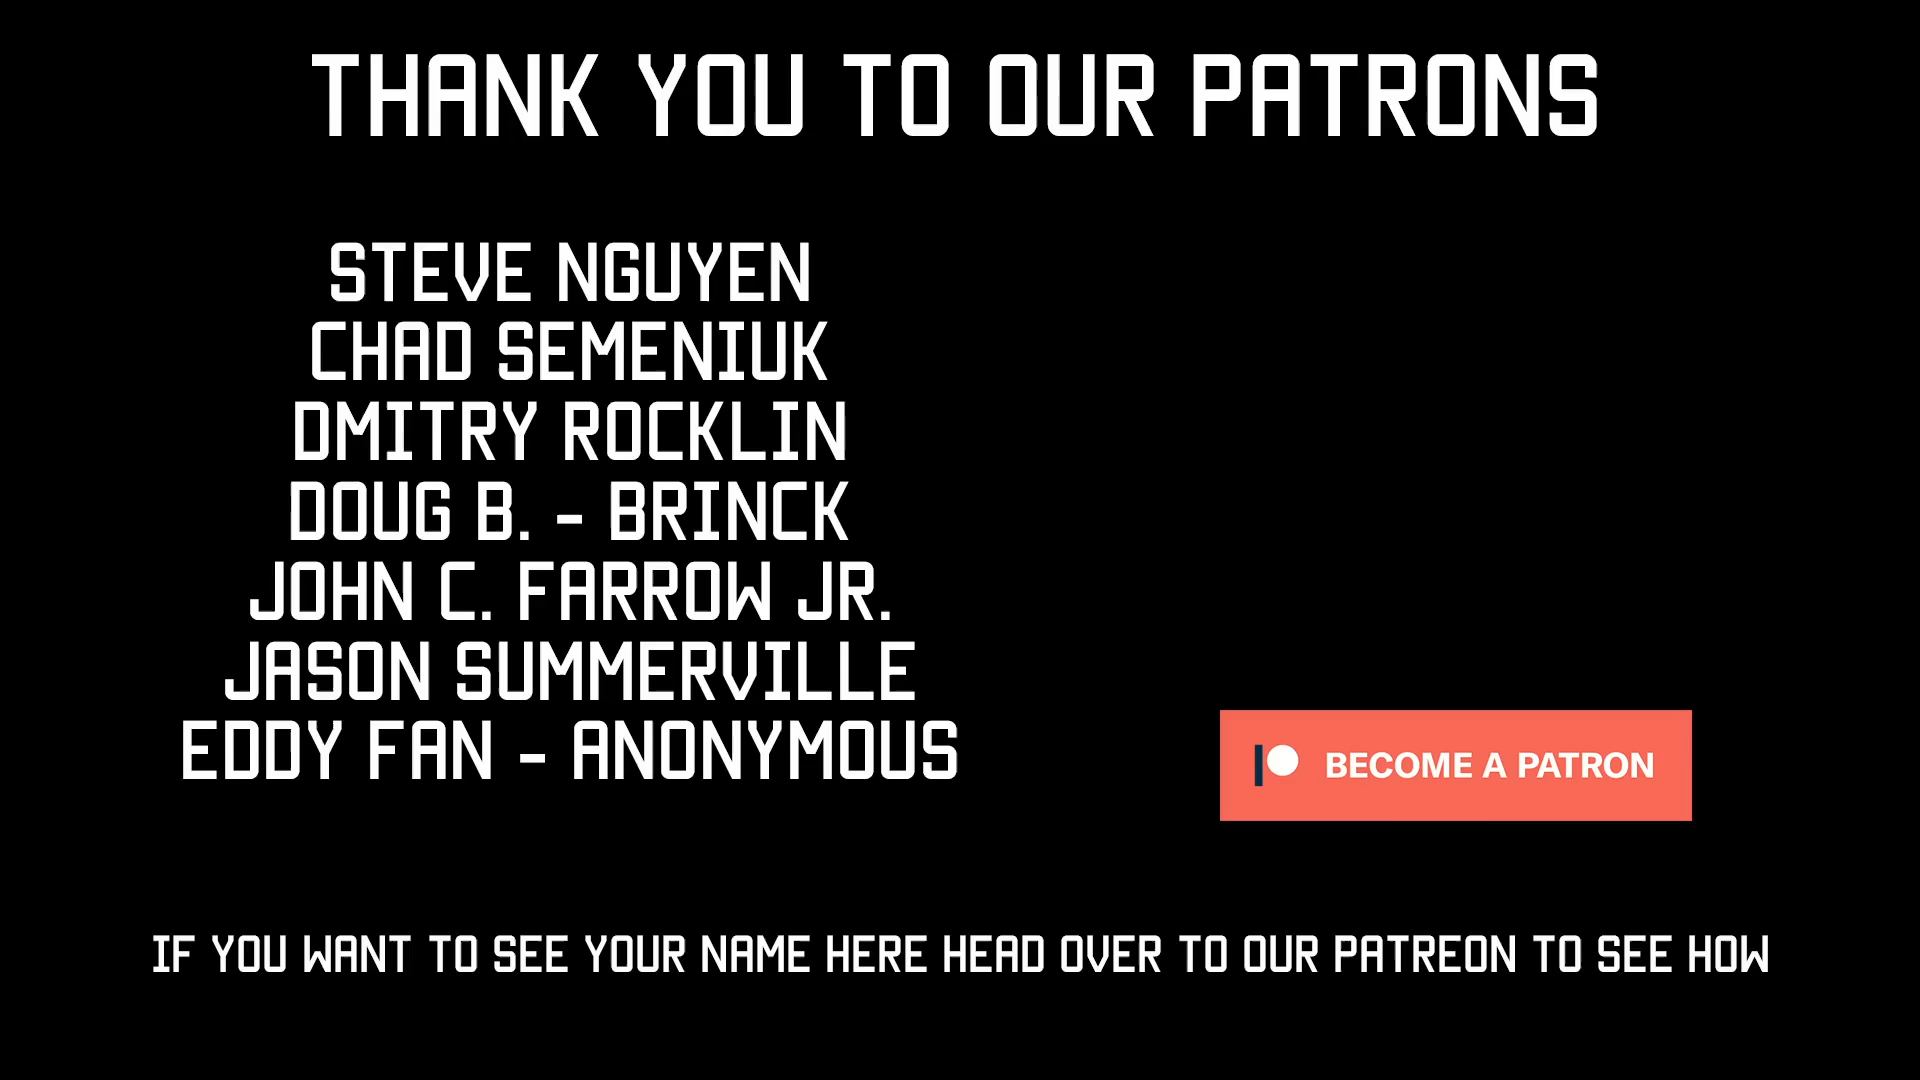 THANK YOU TO OUR PATRONS
STEVE NGUYEN
CHAD SEMENIUK
DMITRY ROCKLIN
DOUG B. - BRINCK
JOHN C. FARROW JR.
JASON SUMMERVILLE
EDDY FAN - ANONYMOUS
BECOME A PATRON
IF YOU WANT TO SEE YOUR NAME HERE HEAD OVER TO OUR PATREON TO SEE HOW